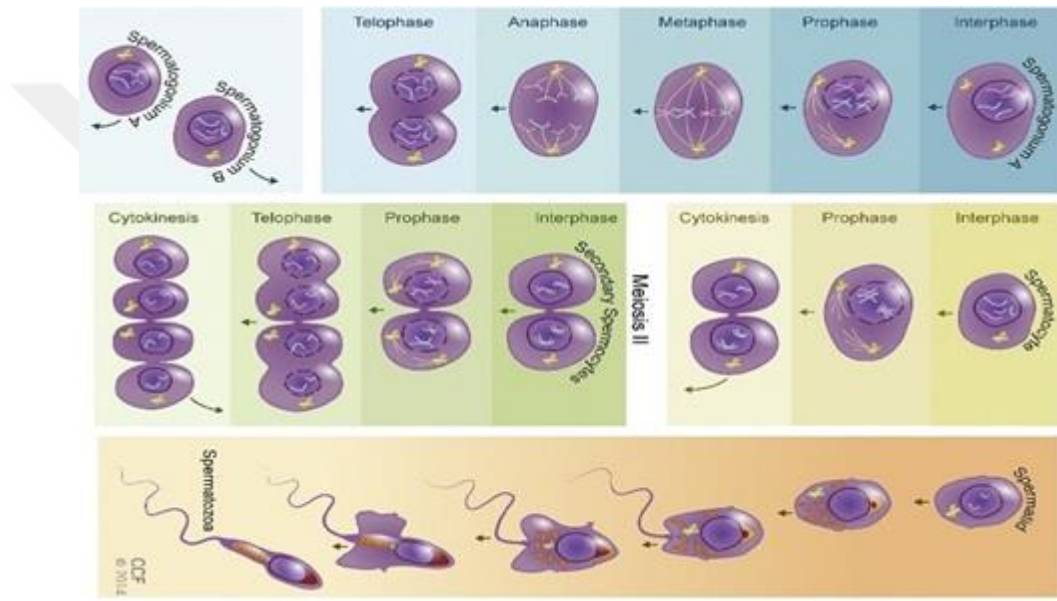 Telophase
Anaphase
Metaphase
Prophase
Interphase
Spermatogonium A
Spermatogonium B
Spermatogonium A
Cytokinesis
Telophase
Prophase
Interphase
Secondary Spermocytes
Meiosis II
Cytokinesis
Prophase
Interphase
Spermatocyte
Spermatozoa
CCF
© 2014